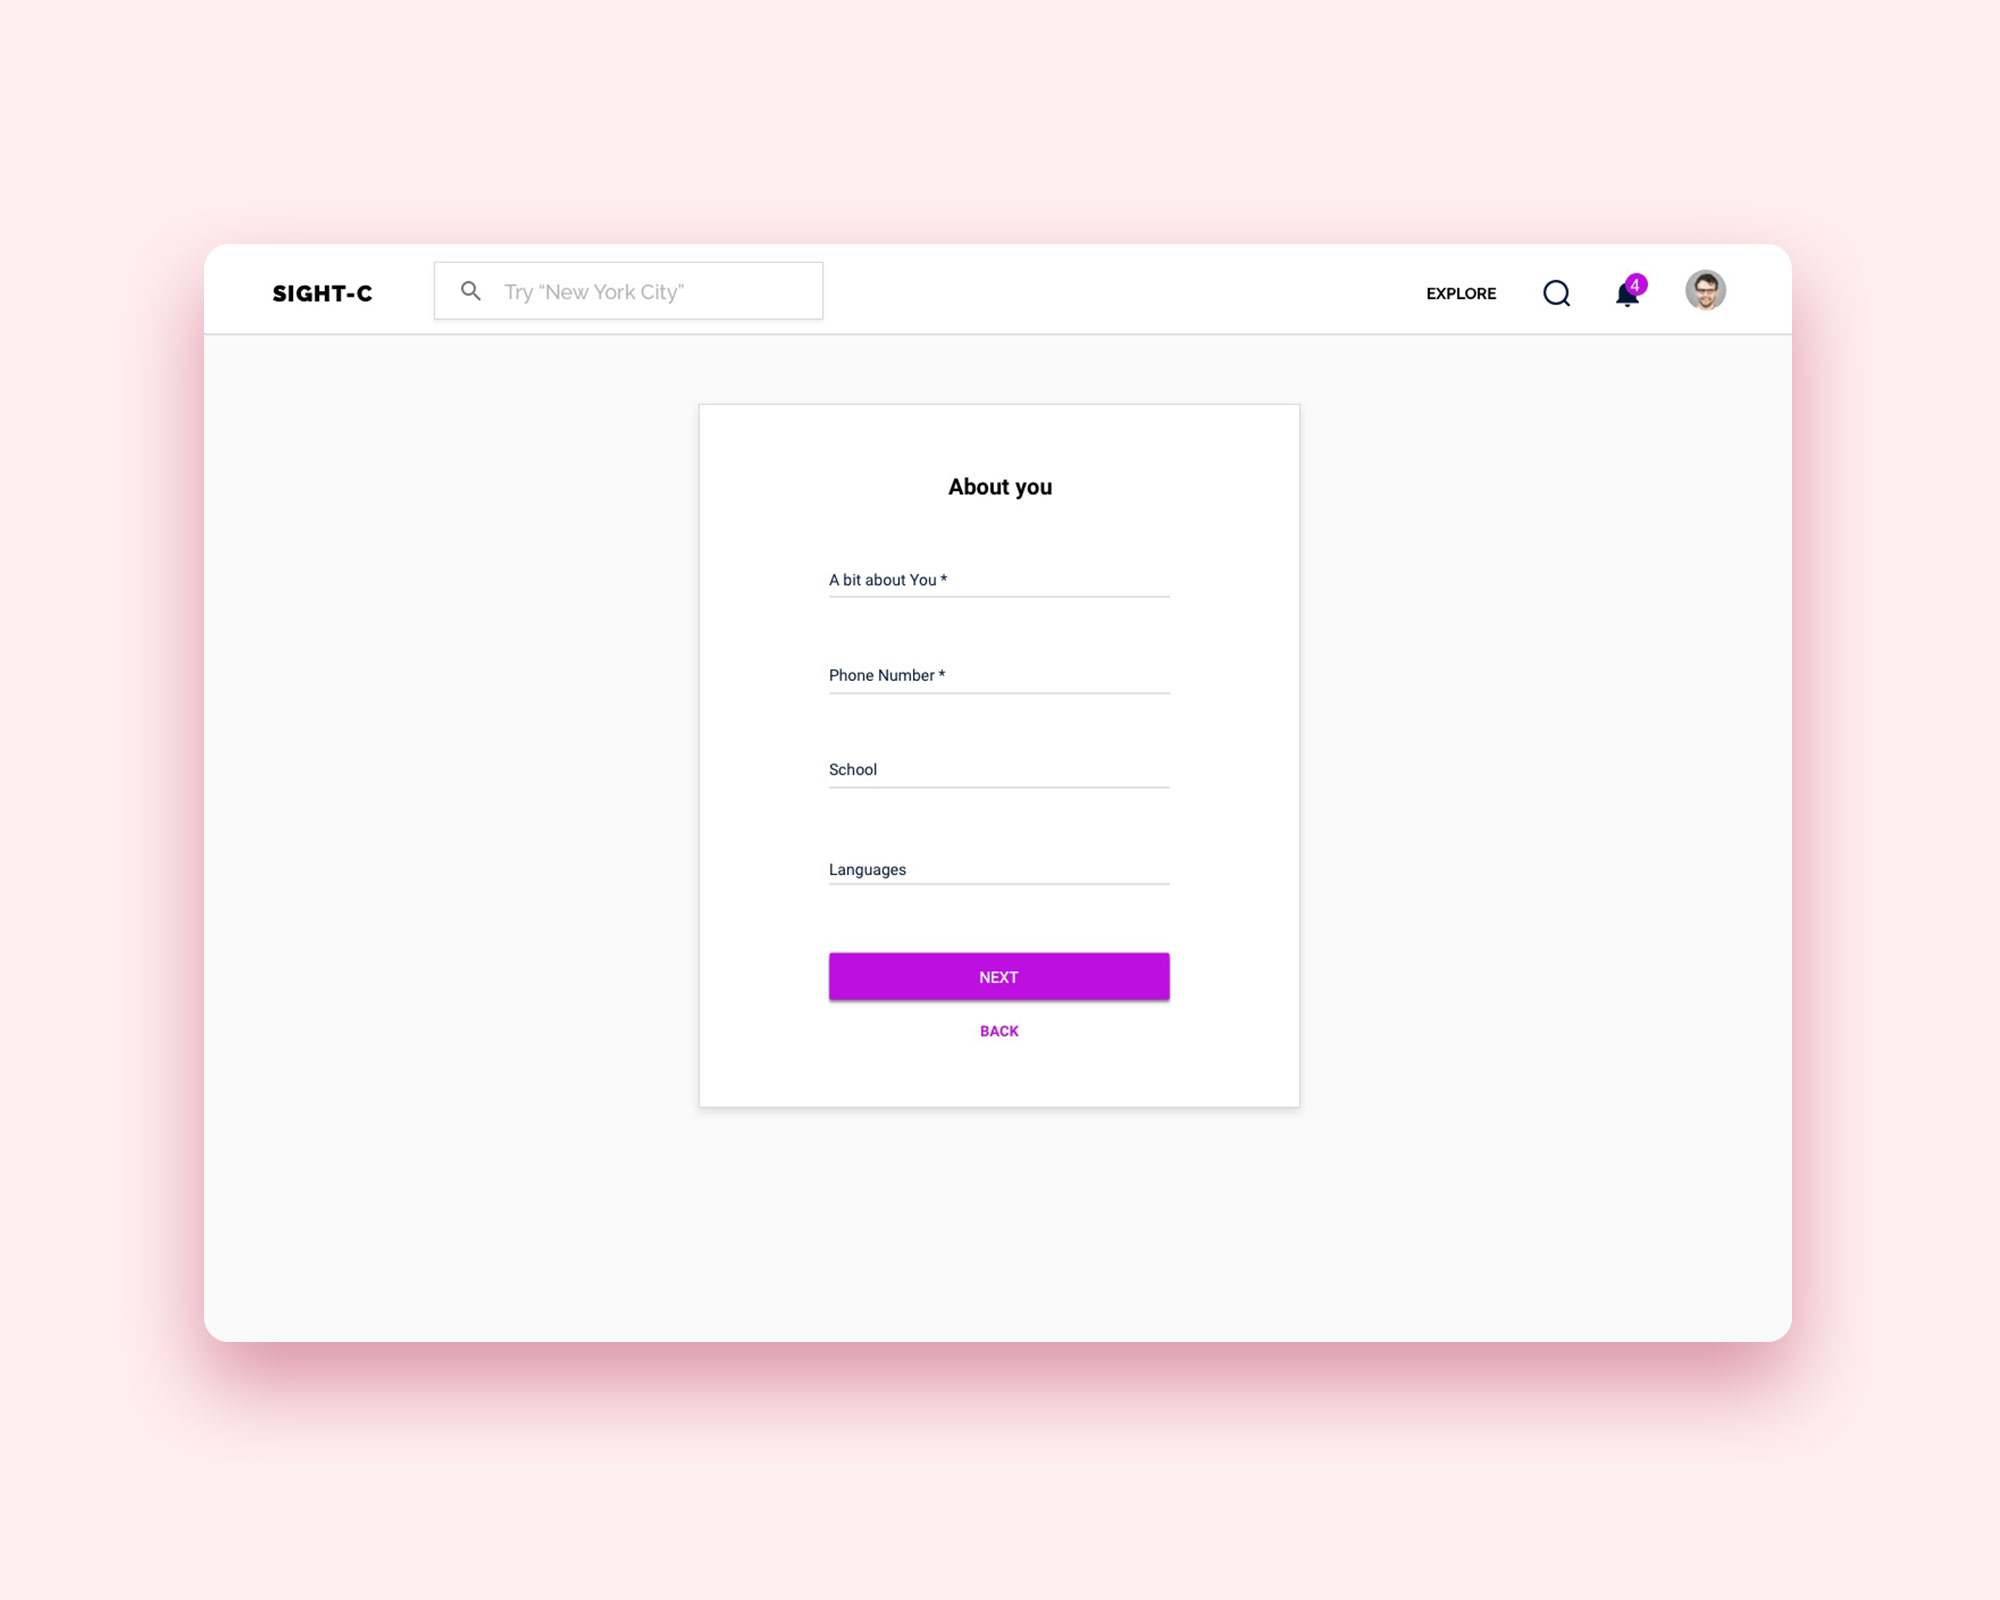 SIGHT-C
Try “New York City”
EXPLORE
4
About you
A bit about You *
Phone Number *
School
Languages
NEXT
BACK